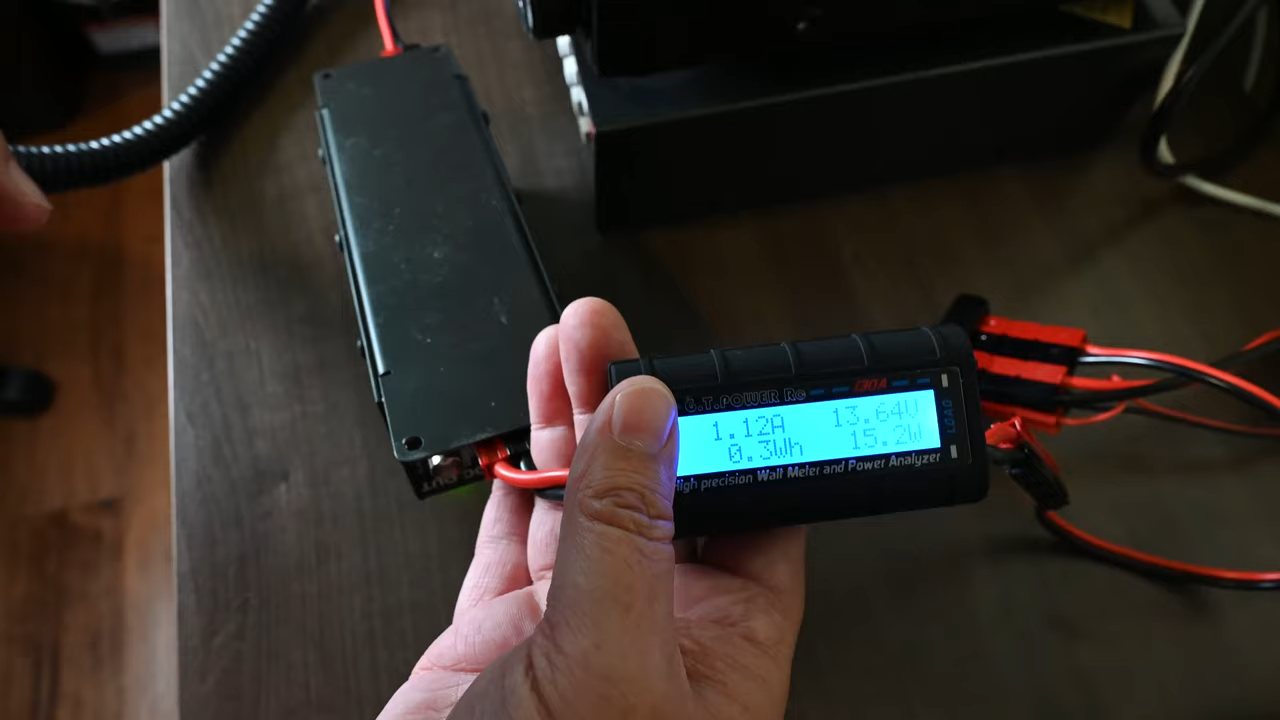 G.T.POWER RC 130A
1.12A 13.64V
0.3Wh 15.2W
High precision Watt Meter and Power Analyzer
LOAD
OUT